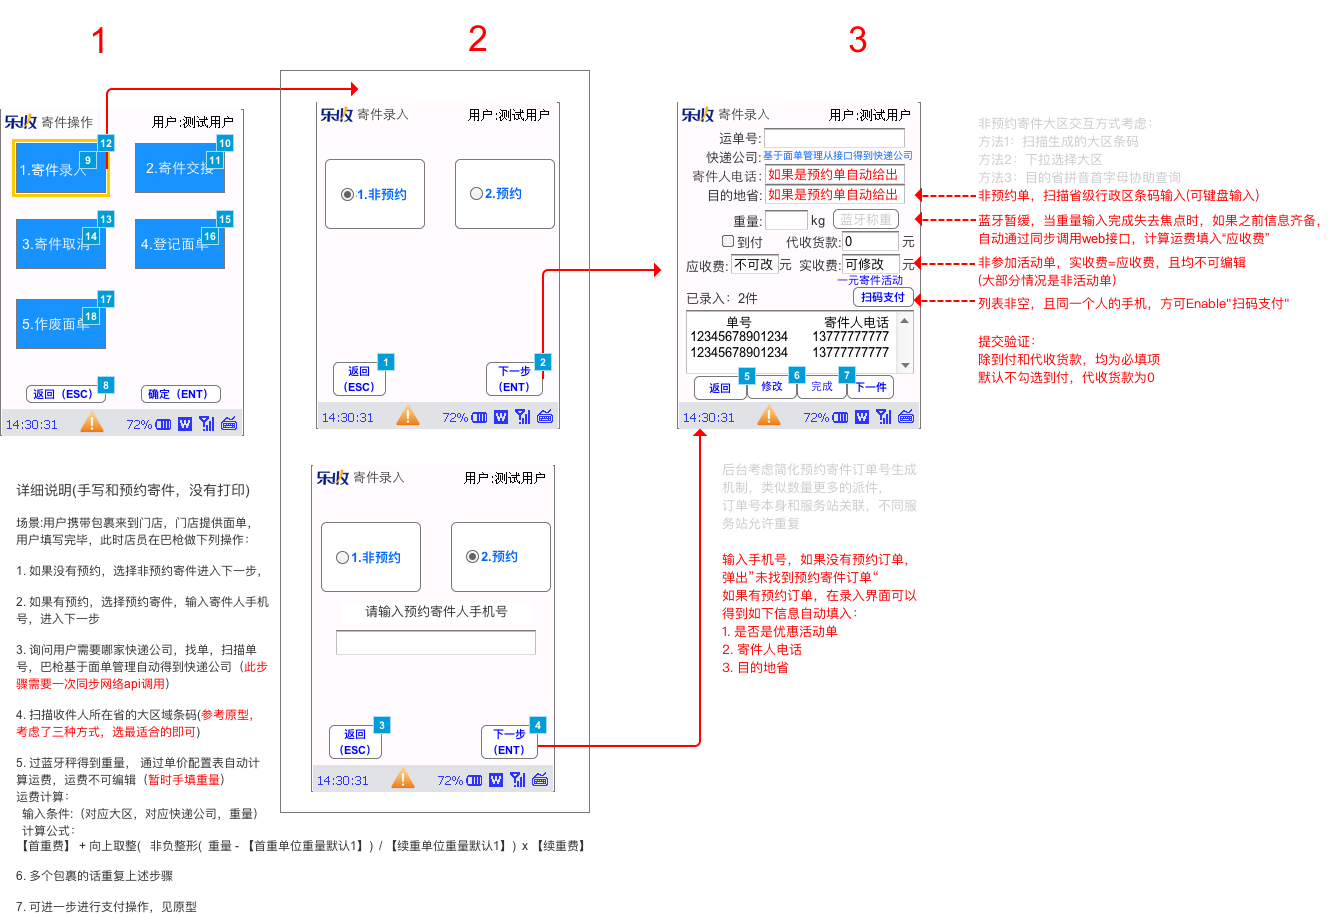 1
2
3
乐收 寄件操作
用户:测试用户
1.寄件录入
12
9
2.寄件交接
10
11
3.寄件取消
13
14
4.登记面单
15
16
5.作废面单
17
18
返回（ESC）
8
确定（ENT）
14:30:31
72%
W
乐收 寄件录入
用户:测试用户
1.非预约
2.预约
返回
（ESC）
1
下一步
（ENT）
2
14:30:31
72%
W
乐收 寄件录入
用户:测试用户
1.非预约
2.预约
请输入预约寄件人手机号
返回
（ESC）
3
下一步
（ENT）
4
14:30:31
72%
W
乐收 寄件录入
用户:测试用户
运单号:
快递公司: 基于面单管理从接口得到快递公司
寄件人电话: 如果是预约单自动给出
目的地省: 如果是预约单自动给出
重量: kg 蓝牙称重
到付 代收货款: 0 元
应收费: 不可改 元 实收费: 可修改 元
一元寄件活动
已录入：2件
扫码支付
单号 寄件人电话
12345678901234 13777777777
12345678901234 13777777777
返回
5
修改
6
完成
7
下一件
14:30:31
72%
W
非预约寄件大区交互方式考虑：
方法1：扫描生成的大区条码
方法2：下拉选择大区
方法3：目的省拼音首字母协助查询
非预约单，扫描省级行政区条码输入(可键盘输入)
蓝牙暂缓，当重量输入完成失去焦点时，如果之前信息齐备，
自动通过同步调用web接口，计算运费填入“应收费”
非参加活动单，实收费=应收费，且均不可编辑
(大部分情况是非活动单)
列表非空，且同一个人的手机，方可Enable"扫码支付"
提交验证：
除到付和代收货款，均为必填项
默认不勾选到付，代收货款为0
后台考虑简化预约寄件订单号生成
机制，类似数量更多的派件，
订单号本身和服务站关联，不同服
务站允许重复
输入手机号，如果没有预约订单，
弹出”未找到预约寄件订单“
如果有预约订单，在录入界面可以
得到如下信息自动填入：
1. 是否是优惠活动单
2. 寄件人电话
3. 目的地省
详细说明(手写和预约寄件，没有打印)
场景:用户携带包裹来到门店，门店提供面单，
用户填写完毕，此时店员在巴枪做下列操作：
1. 如果没有预约，选择非预约寄件进入下一步，
2. 如果有预约，选择预约寄件，输入寄件人手机
号，进入下一步
3. 询问用户需要哪家快递公司，找单，扫描单
号，巴枪基于面单管理自动得到快递公司（此步
骤需要一次同步网络api调用）
4. 扫描收件人所在省的大区域条码(参考原型，
考虑了三种方式，选最适合的即可)
5. 过蓝牙秤得到重量， 通过单价配置表自动计
算运费，运费不可编辑（暂时手填重量）
运费计算：
输入条件:（对应大区，对应快递公司，重量）
计算公式：
【首重费】 + 向上取整( 非负整形( 重量 - 【首重单位重量默认1】) / 【续重单位重量默认1】) x 【续重费】
6. 多个包裹的话重复上述步骤
7. 可进一步进行支付操作，见原型